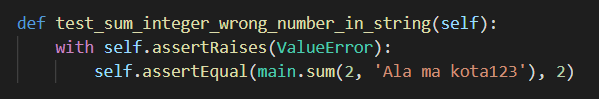 def test_sum_integer_wrong_number_in_string(self):
    with self.assertRaises(ValueError):
        self.assertEqual(main.sum(2, 'Ala ma kota123'), 2)